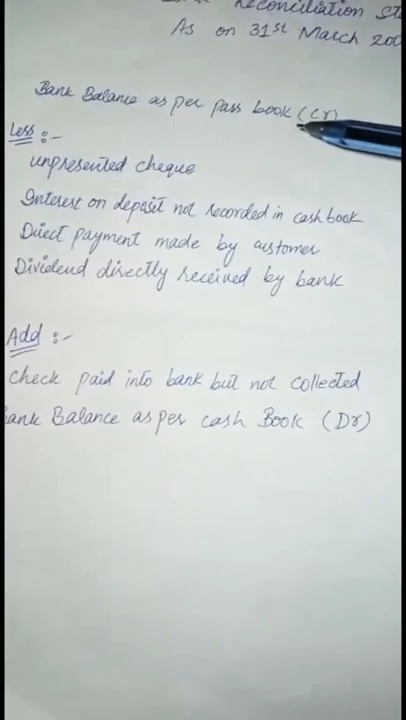 Reconciliation
As on 31st March
Bank Balance as per pass book (Cr)
Less :-
unpresented cheque
Interest on deposit not recorded in cash book
Direct payment made by customer
Dividend directly received by bank
Add :-
Check paid into bank but not collected
Bank Balance as per cash Book (Dr)